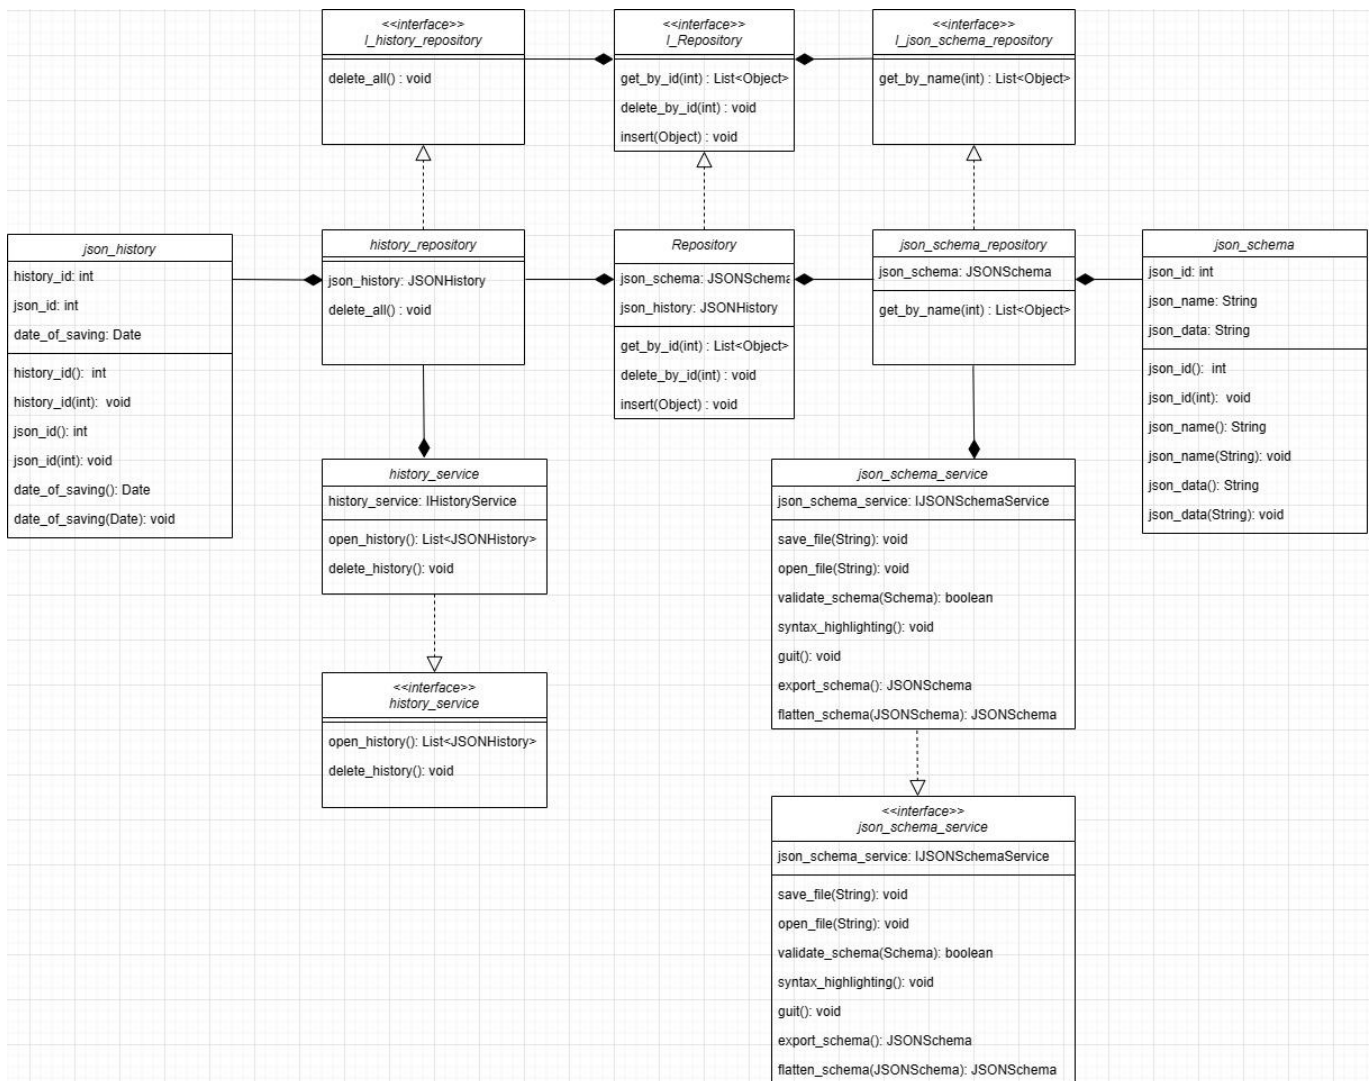 <<interface>>
I_history_repository
delete_all() : void
<<interface>>
I_Repository
get_by_id(int) : List<Object>
delete_by_id(int) : void
insert(Object) : void
<<interface>>
I_json_schema_repository
get_by_name(int) : List<Object>
json_history
history_id: int
json_id: int
date_of_saving: Date
history_id(): int
history_id(int): void
json_id(): int
json_id(int): void
date_of_saving(): Date
date_of_saving(Date): void
history_repository
json_history: JSONHistory
delete_all() : void
Repository
json_schema: JSONSchema
json_history: JSONHistory
get_by_id(int) : List<Object>
delete_by_id(int) : void
insert(Object) : void
json_schema_repository
json_schema: JSONSchema
get_by_name(int) : List<Object>
json_schema
json_id: int
json_name: String
json_data: String
json_id(): int
json_id(int): void
json_name(): String
json_name(String): void
json_data(): String
json_data(String): void
history_service
history_service: IHistoryService
open_history(): List<JSONHistory>
delete_history(): void
json_schema_service
json_schema_service: IJSONSchemaService
save_file(String): void
open_file(String): void
validate_schema(Schema): boolean
syntax_highlighting(): void
guit(): void
export_schema(): JSONSchema
flatten_schema(JSONSchema): JSONSchema
<<interface>>
history_service
open_history(): List<JSONHistory>
delete_history(): void
<<interface>>
json_schema_service
json_schema_service: IJSONSchemaService
save_file(String): void
open_file(String): void
validate_schema(Schema): boolean
syntax_highlighting(): void
guit(): void
export_schema(): JSONSchema
flatten_schema(JSONSchema): JSONSchema